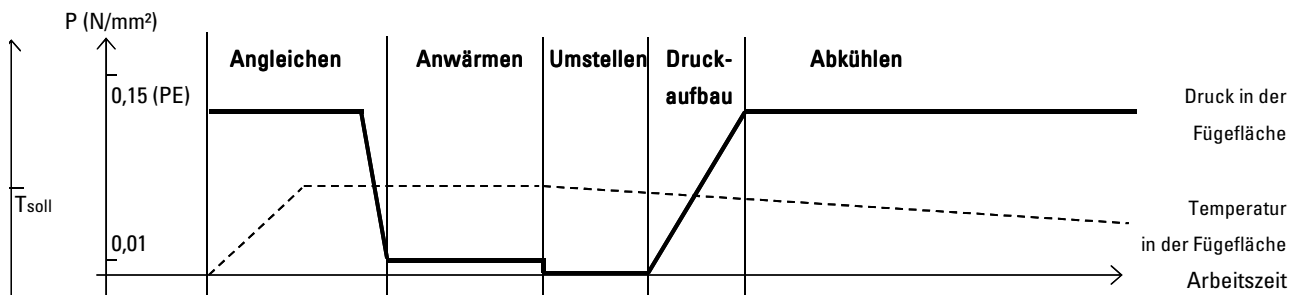 P (N/mm²)
Angleichen
Anwärmen
Umstellen
Druck-
aufbau
Abkühlen
0,15 (PE)
Druck in der
Fügefläche
Tsoll
Temperatur
in der Fügefläche
0,01
Arbeitszeit